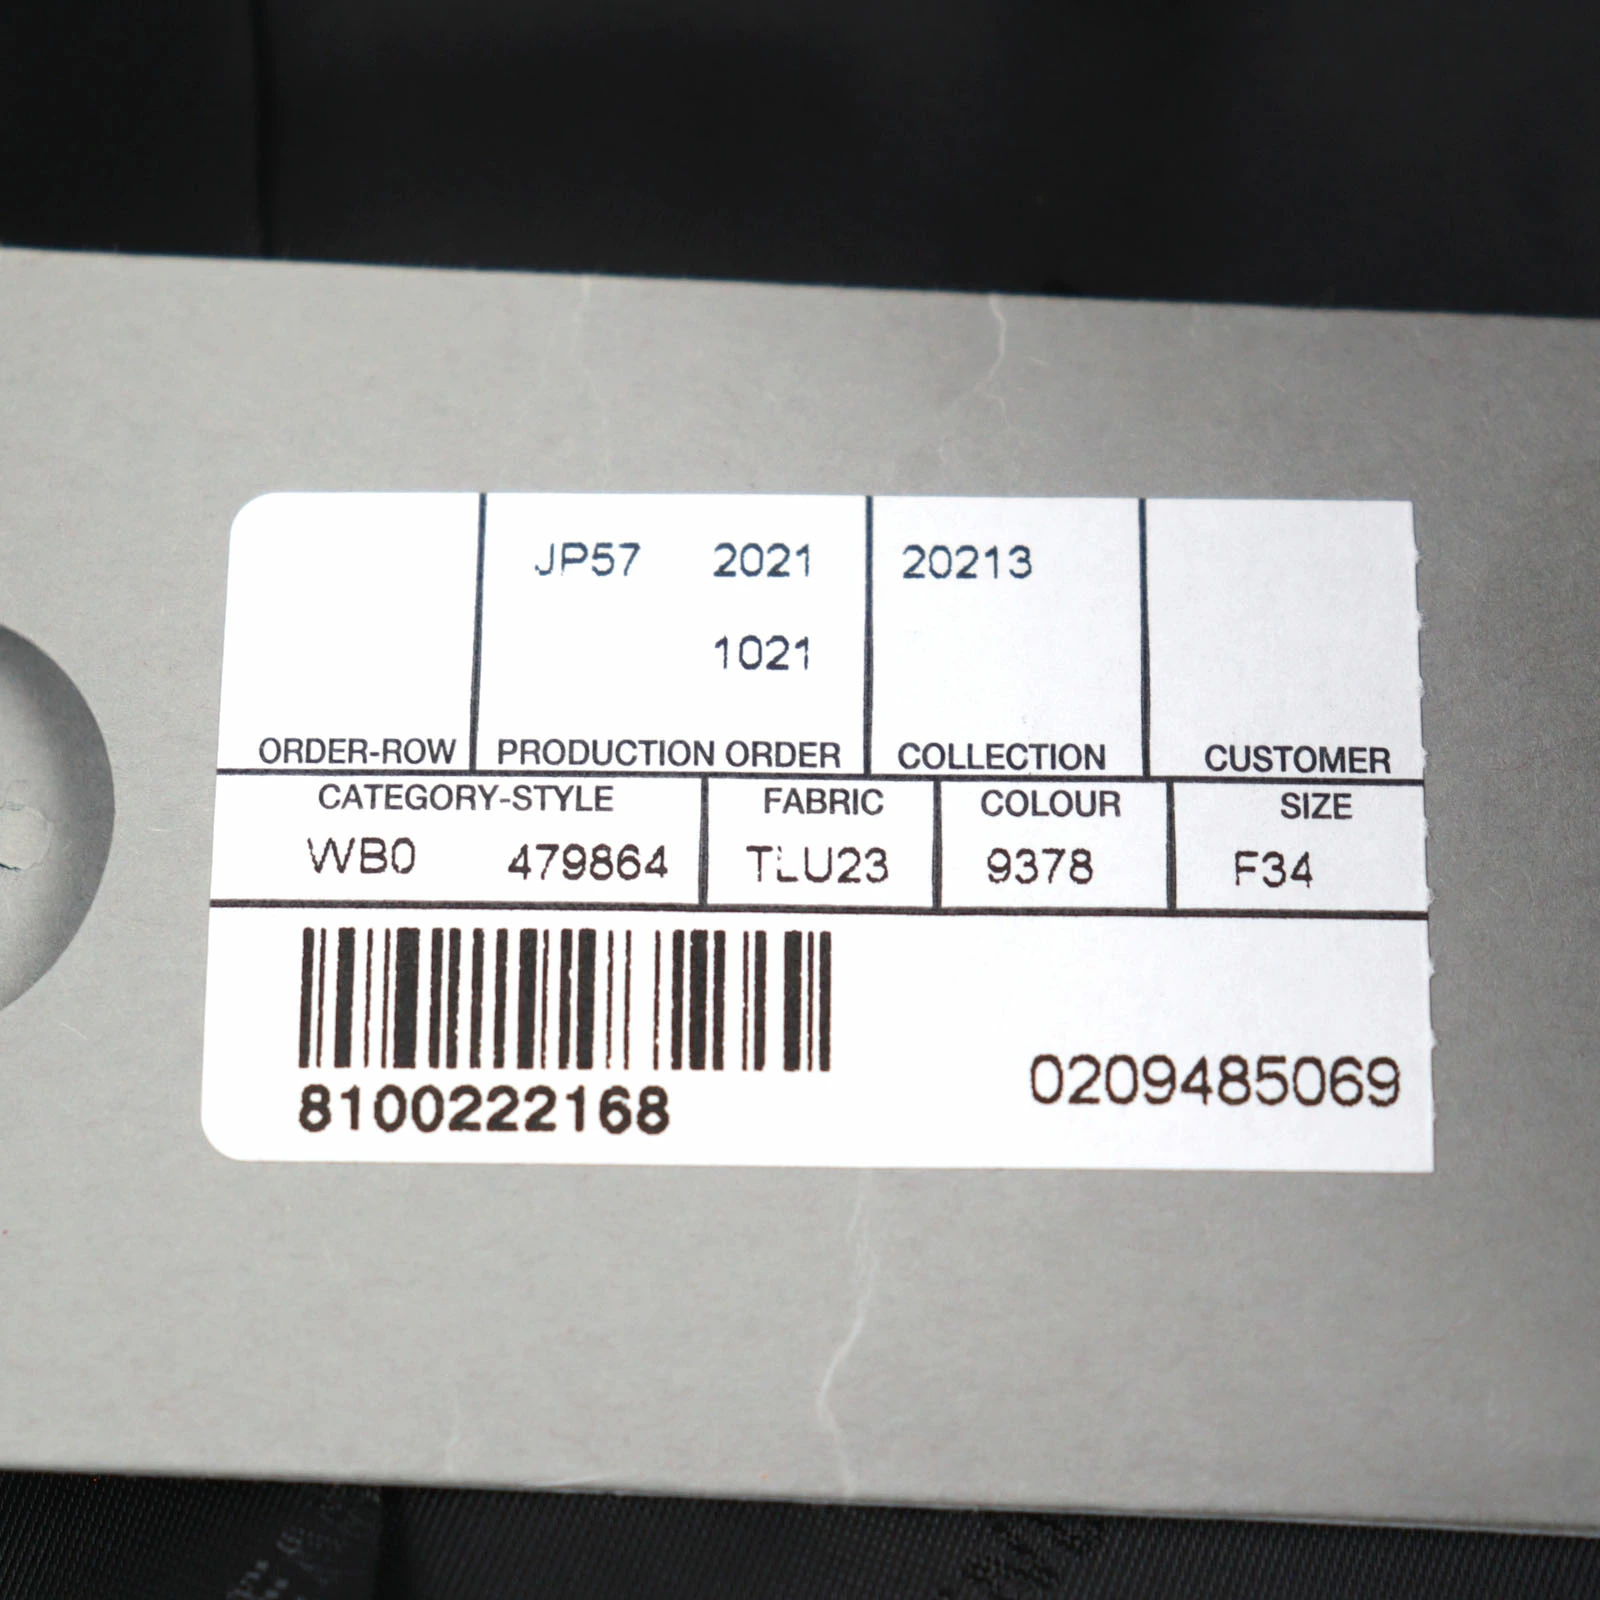 JP57 2021 20213
1021
ORDER-ROW PRODUCTION ORDER COLLECTION CUSTOMER
CATEGORY-STYLE FABRIC COLOUR SIZE
WB0 479864 TLU23 9378 F34
8100222168 0209485069